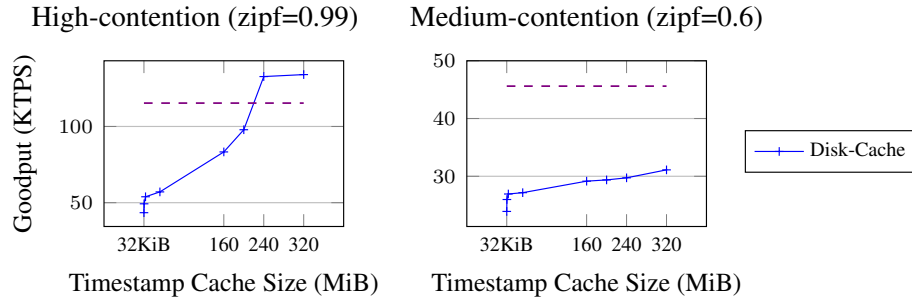 High-contention (zipf=0.99)
Medium-contention (zipf=0.6)
Goodput (KTPS)
100
50
32KiB 160 240 320
Timestamp Cache Size (MiB)
50
40
30
32KiB 160 240 320
Timestamp Cache Size (MiB)
Disk-Cache